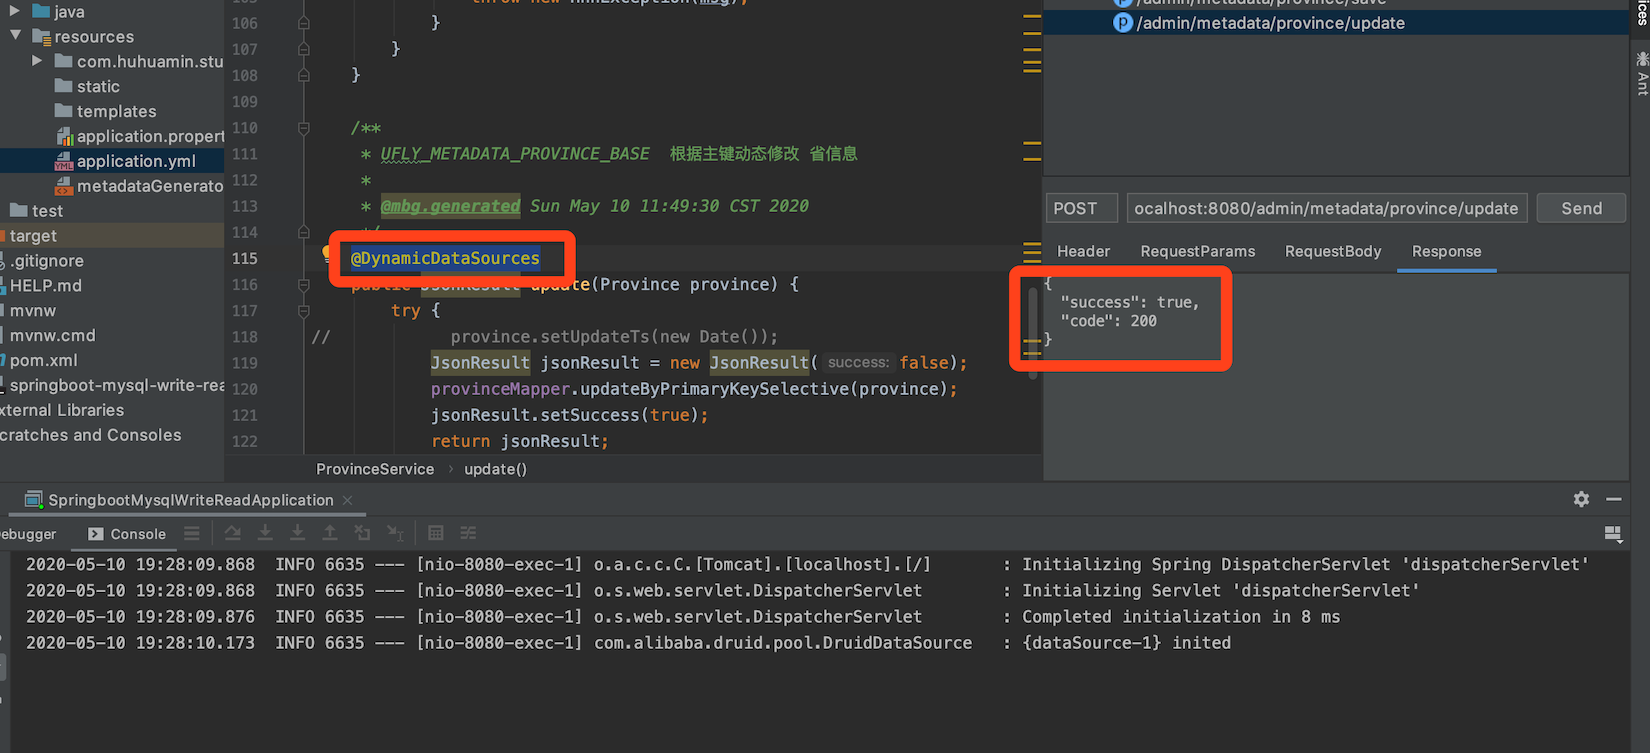 java
resources
com.huhuamin.stu
static
templates
application.propert
application.yml
metadataGenerato
test
target
.gitignore
HELP.md
mvnw
mvnw.cmd
pom.xml
springboot-mysql-write-rea
xternal Libraries
cratches and Consoles
106 }
107 }
108 }
109
110 /**
111 * UFLY_METADATA_PROVINCE_BASE 根据主键动态修改 省信息
112 *
113 * @mbg.generated Sun May 10 11:49:30 CST 2020
114
115 @DynamicDataSources
116 public JsonResult update(Province province) {
117 try {
118 // province.setUpdateTs(new Date());
119 JsonResult jsonResult = new JsonResult( success: false);
120 provinceMapper.updateByPrimaryKeySelective(province);
121 jsonResult.setSuccess(true);
122 return jsonResult;
ProvinceService › update()
/admin/metadata/province/save
/admin/metadata/province/update
POST ocalhost:8080/admin/metadata/province/update Send
Header RequestParams RequestBody Response
{
"success": true,
"code": 200
}
Ant
SpringbootMysqlWriteReadApplication
ebugger Console
2020-05-10 19:28:09.868 INFO 6635 --- [nio-8080-exec-1] o.a.c.c.C.[Tomcat].[localhost].[/] : Initializing Spring DispatcherServlet 'dispatcherServlet'
2020-05-10 19:28:09.868 INFO 6635 --- [nio-8080-exec-1] o.s.web.servlet.DispatcherServlet : Initializing Servlet 'dispatcherServlet'
2020-05-10 19:28:09.876 INFO 6635 --- [nio-8080-exec-1] o.s.web.servlet.DispatcherServlet : Completed initialization in 8 ms
2020-05-10 19:28:10.173 INFO 6635 --- [nio-8080-exec-1] com.alibaba.druid.pool.DruidDataSource : {dataSource-1} inited